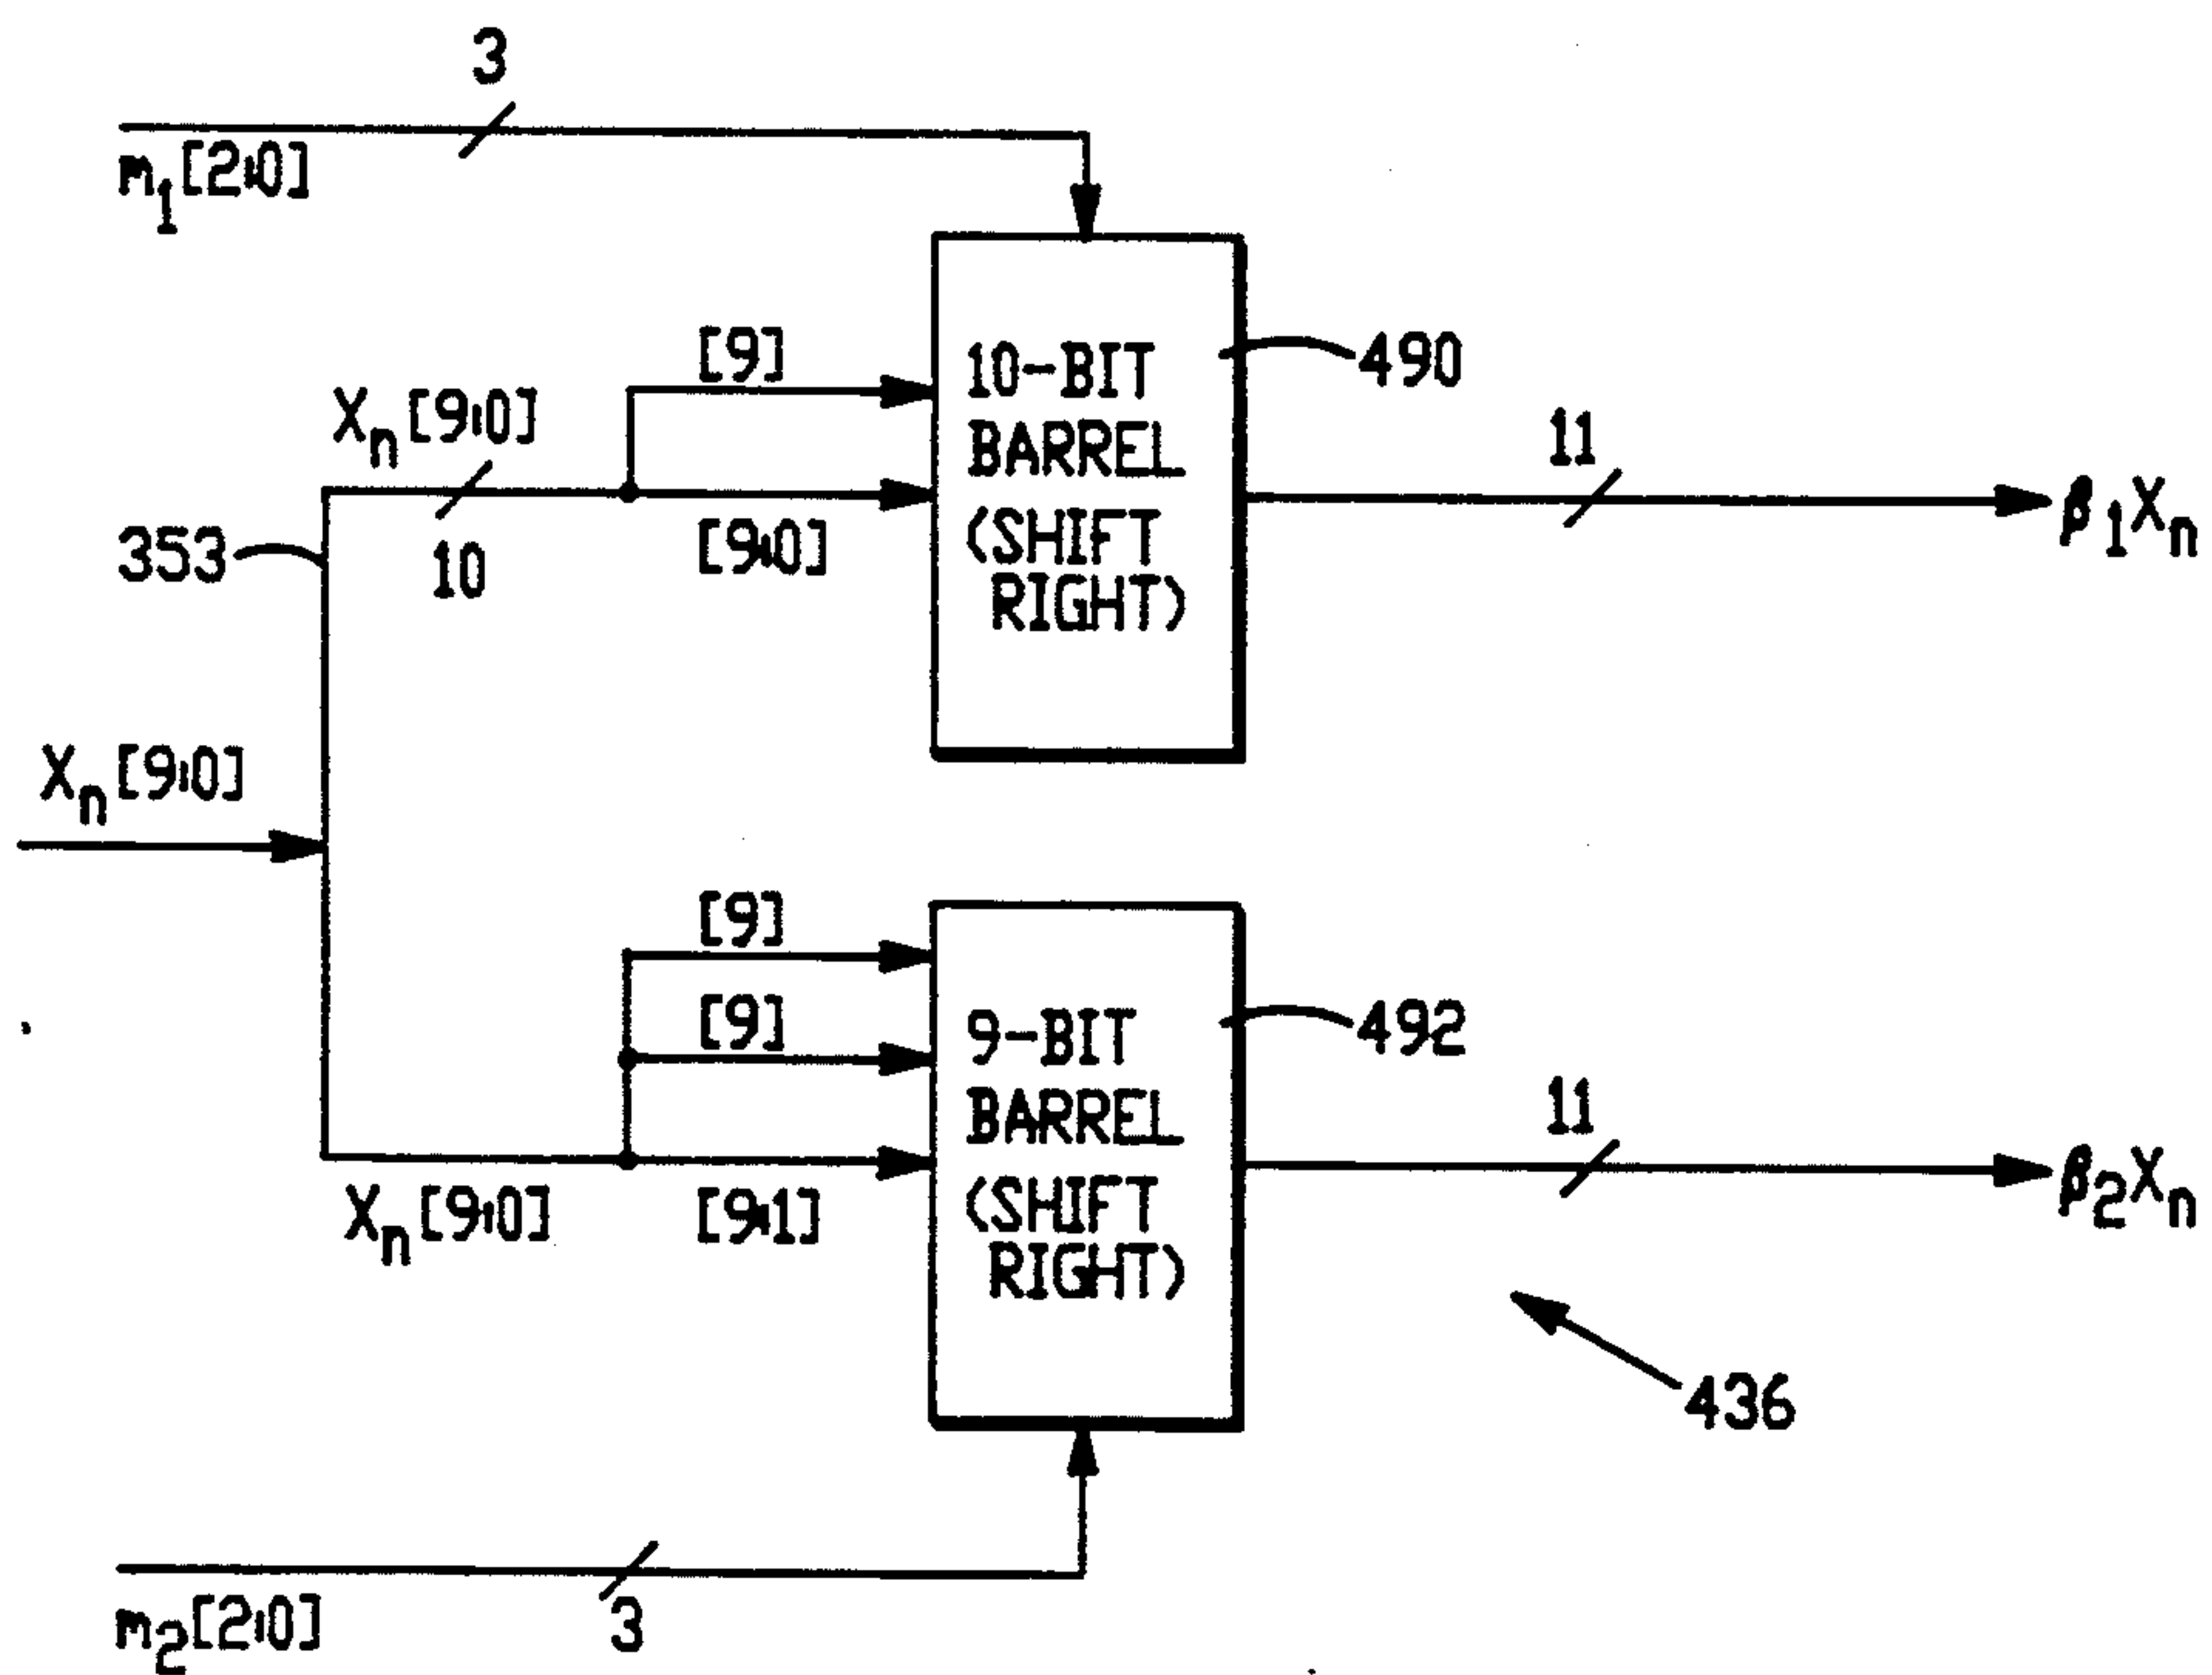 3
m1[2:0]
[9]
Xn[9:0]
10-BIT
BARREL
(SHIFT
RIGHT)
490
11
β1Xn
353
10
[9:0]
Xn[9:0]
[9]
[9]
9-BIT
BARREL
(SHIFT
RIGHT)
492
11
β2Xn
Xn[9:0]
[9:1]
436
m2[2:0]
3